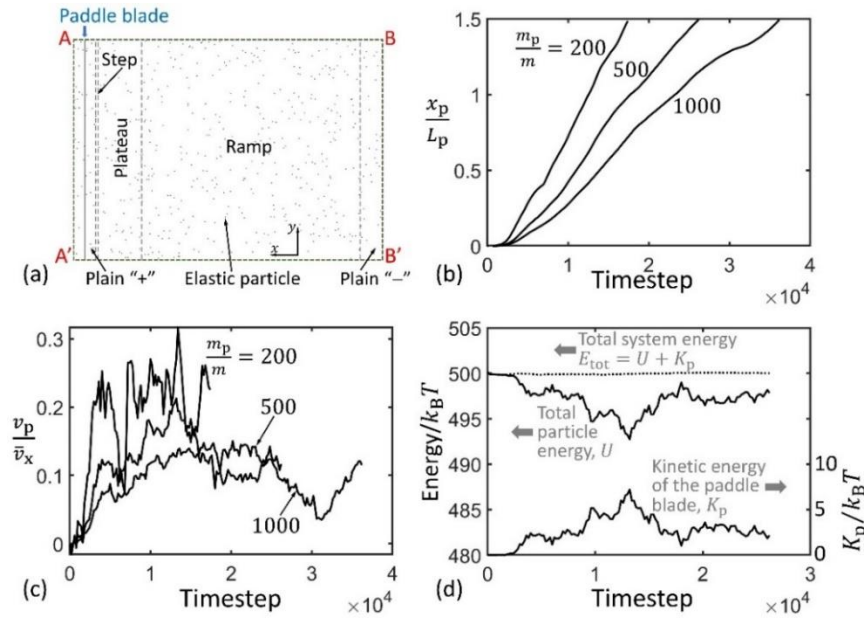 Paddle blade
A
B
Step
Plateau
Ramp
y
x
A'
B'
(a)
Plain "+"
Elastic particle
Plain "−"
1.5
1
0.5
0
x_p/L_p
m_p/m = 200
500
1000
0 1 2 3 4
(b)
Timestep
× 10^4
0.3
0.2
0.1
0
v_p/v̄_x
m_p/m = 200
500
1000
0 1 2 3 4
(c)
Timestep
× 10^4
505
500
495
490
485
480
Energy/k_BT
Total system energy
E_tot = U + K_p
Total
particle
energy, U
Kinetic energy
of the paddle
blade, K_p
10
5
0
K_p/k_BT
0 1 2 3
(d)
Timestep
× 10^4